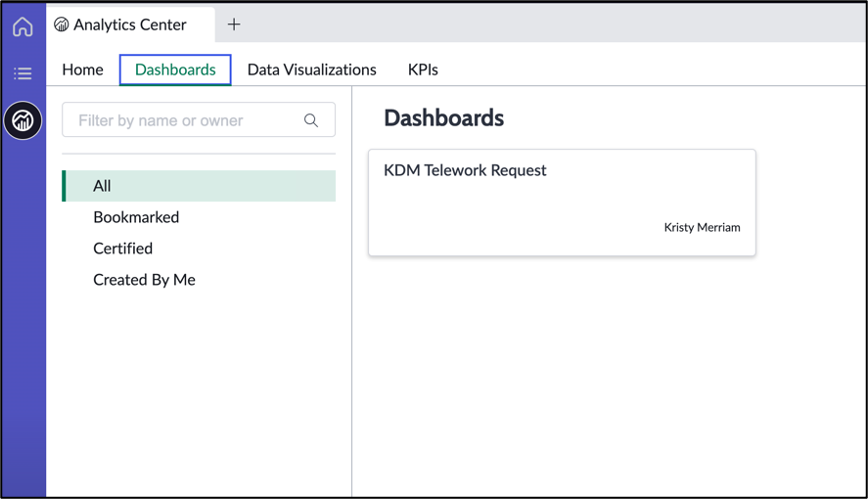 Analytics Center
Home Dashboards Data Visualizations KPIs
Filter by name or owner
All
Bookmarked
Certified
Created By Me
Dashboards
KDM Telework Request
Kristy Merriam